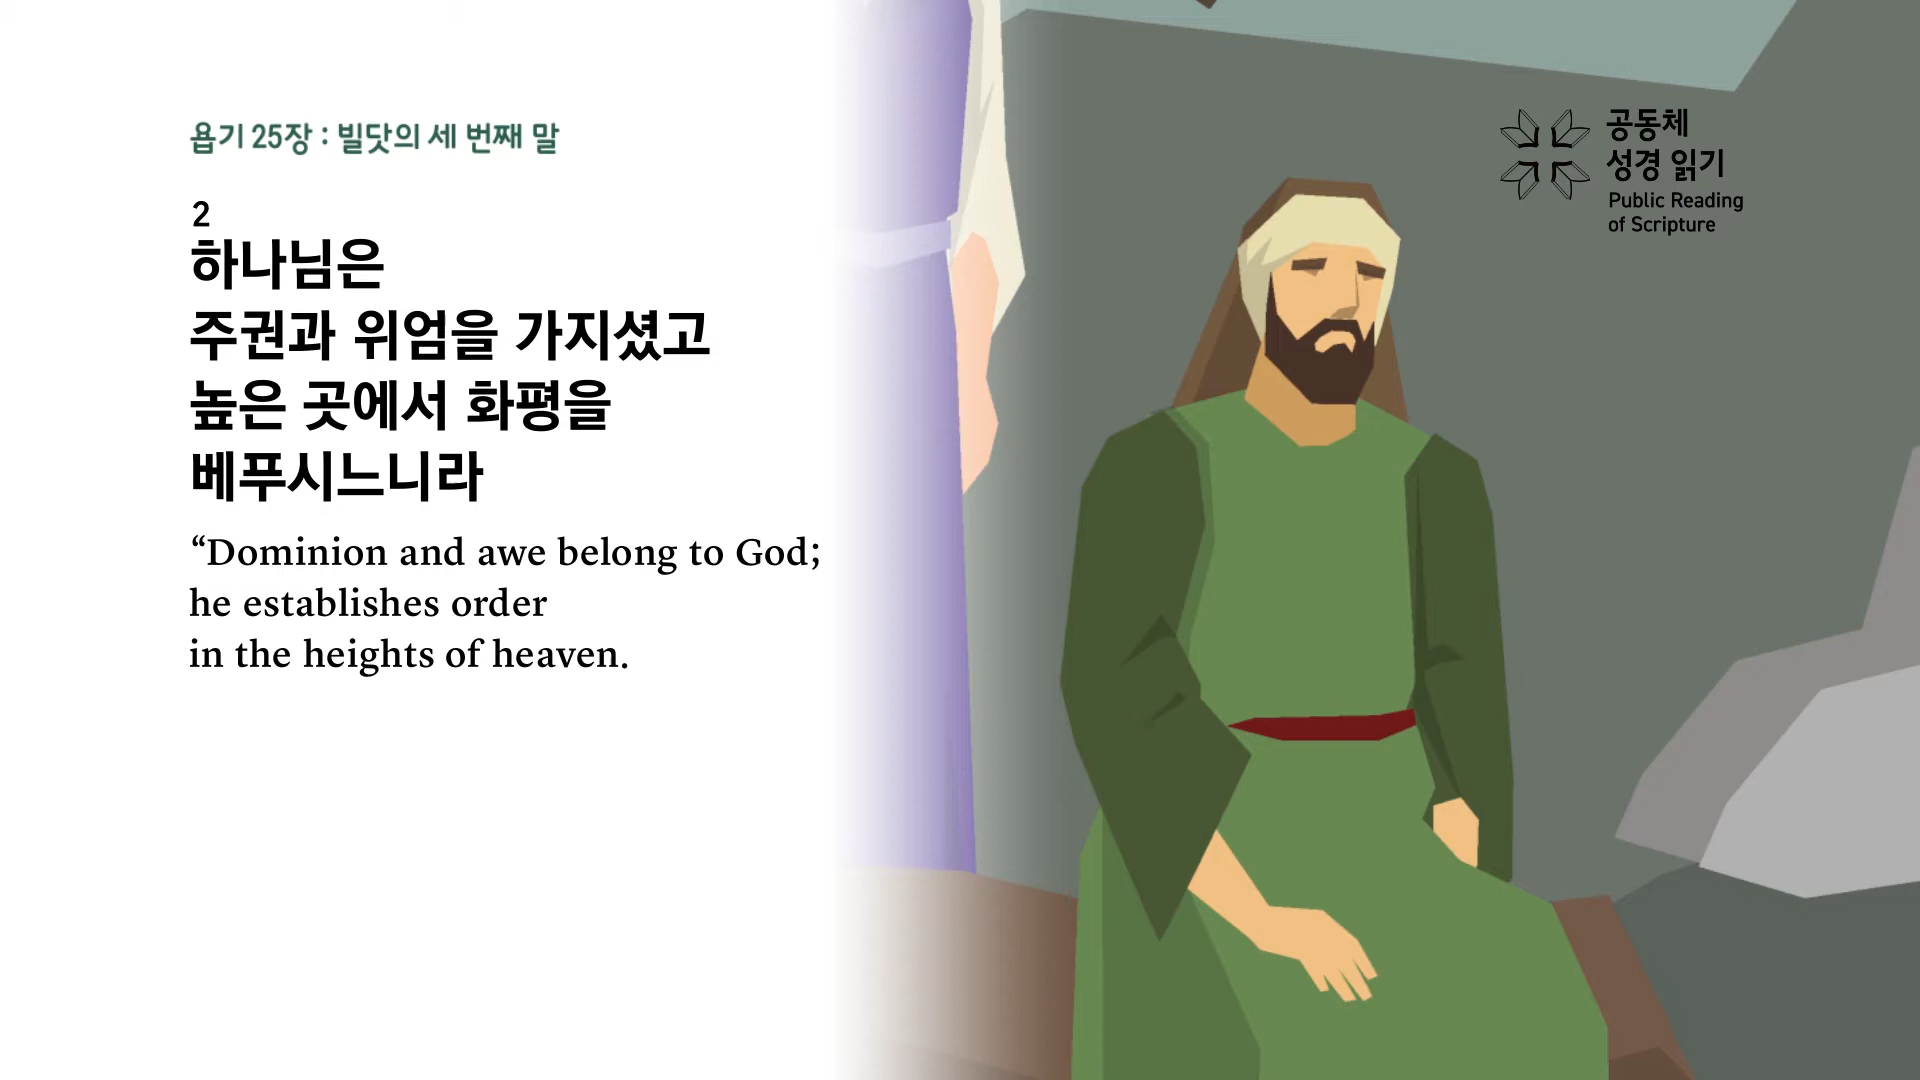 욥기 25장 : 빌닷의 세 번째 말
2
하나님은
주권과 위엄을 가지셨고
높은 곳에서 화평을
베푸시느니라
“Dominion and awe belong to God;
he establishes order
in the heights of heaven.
공동체
성경 읽기
Public Reading
of Scripture